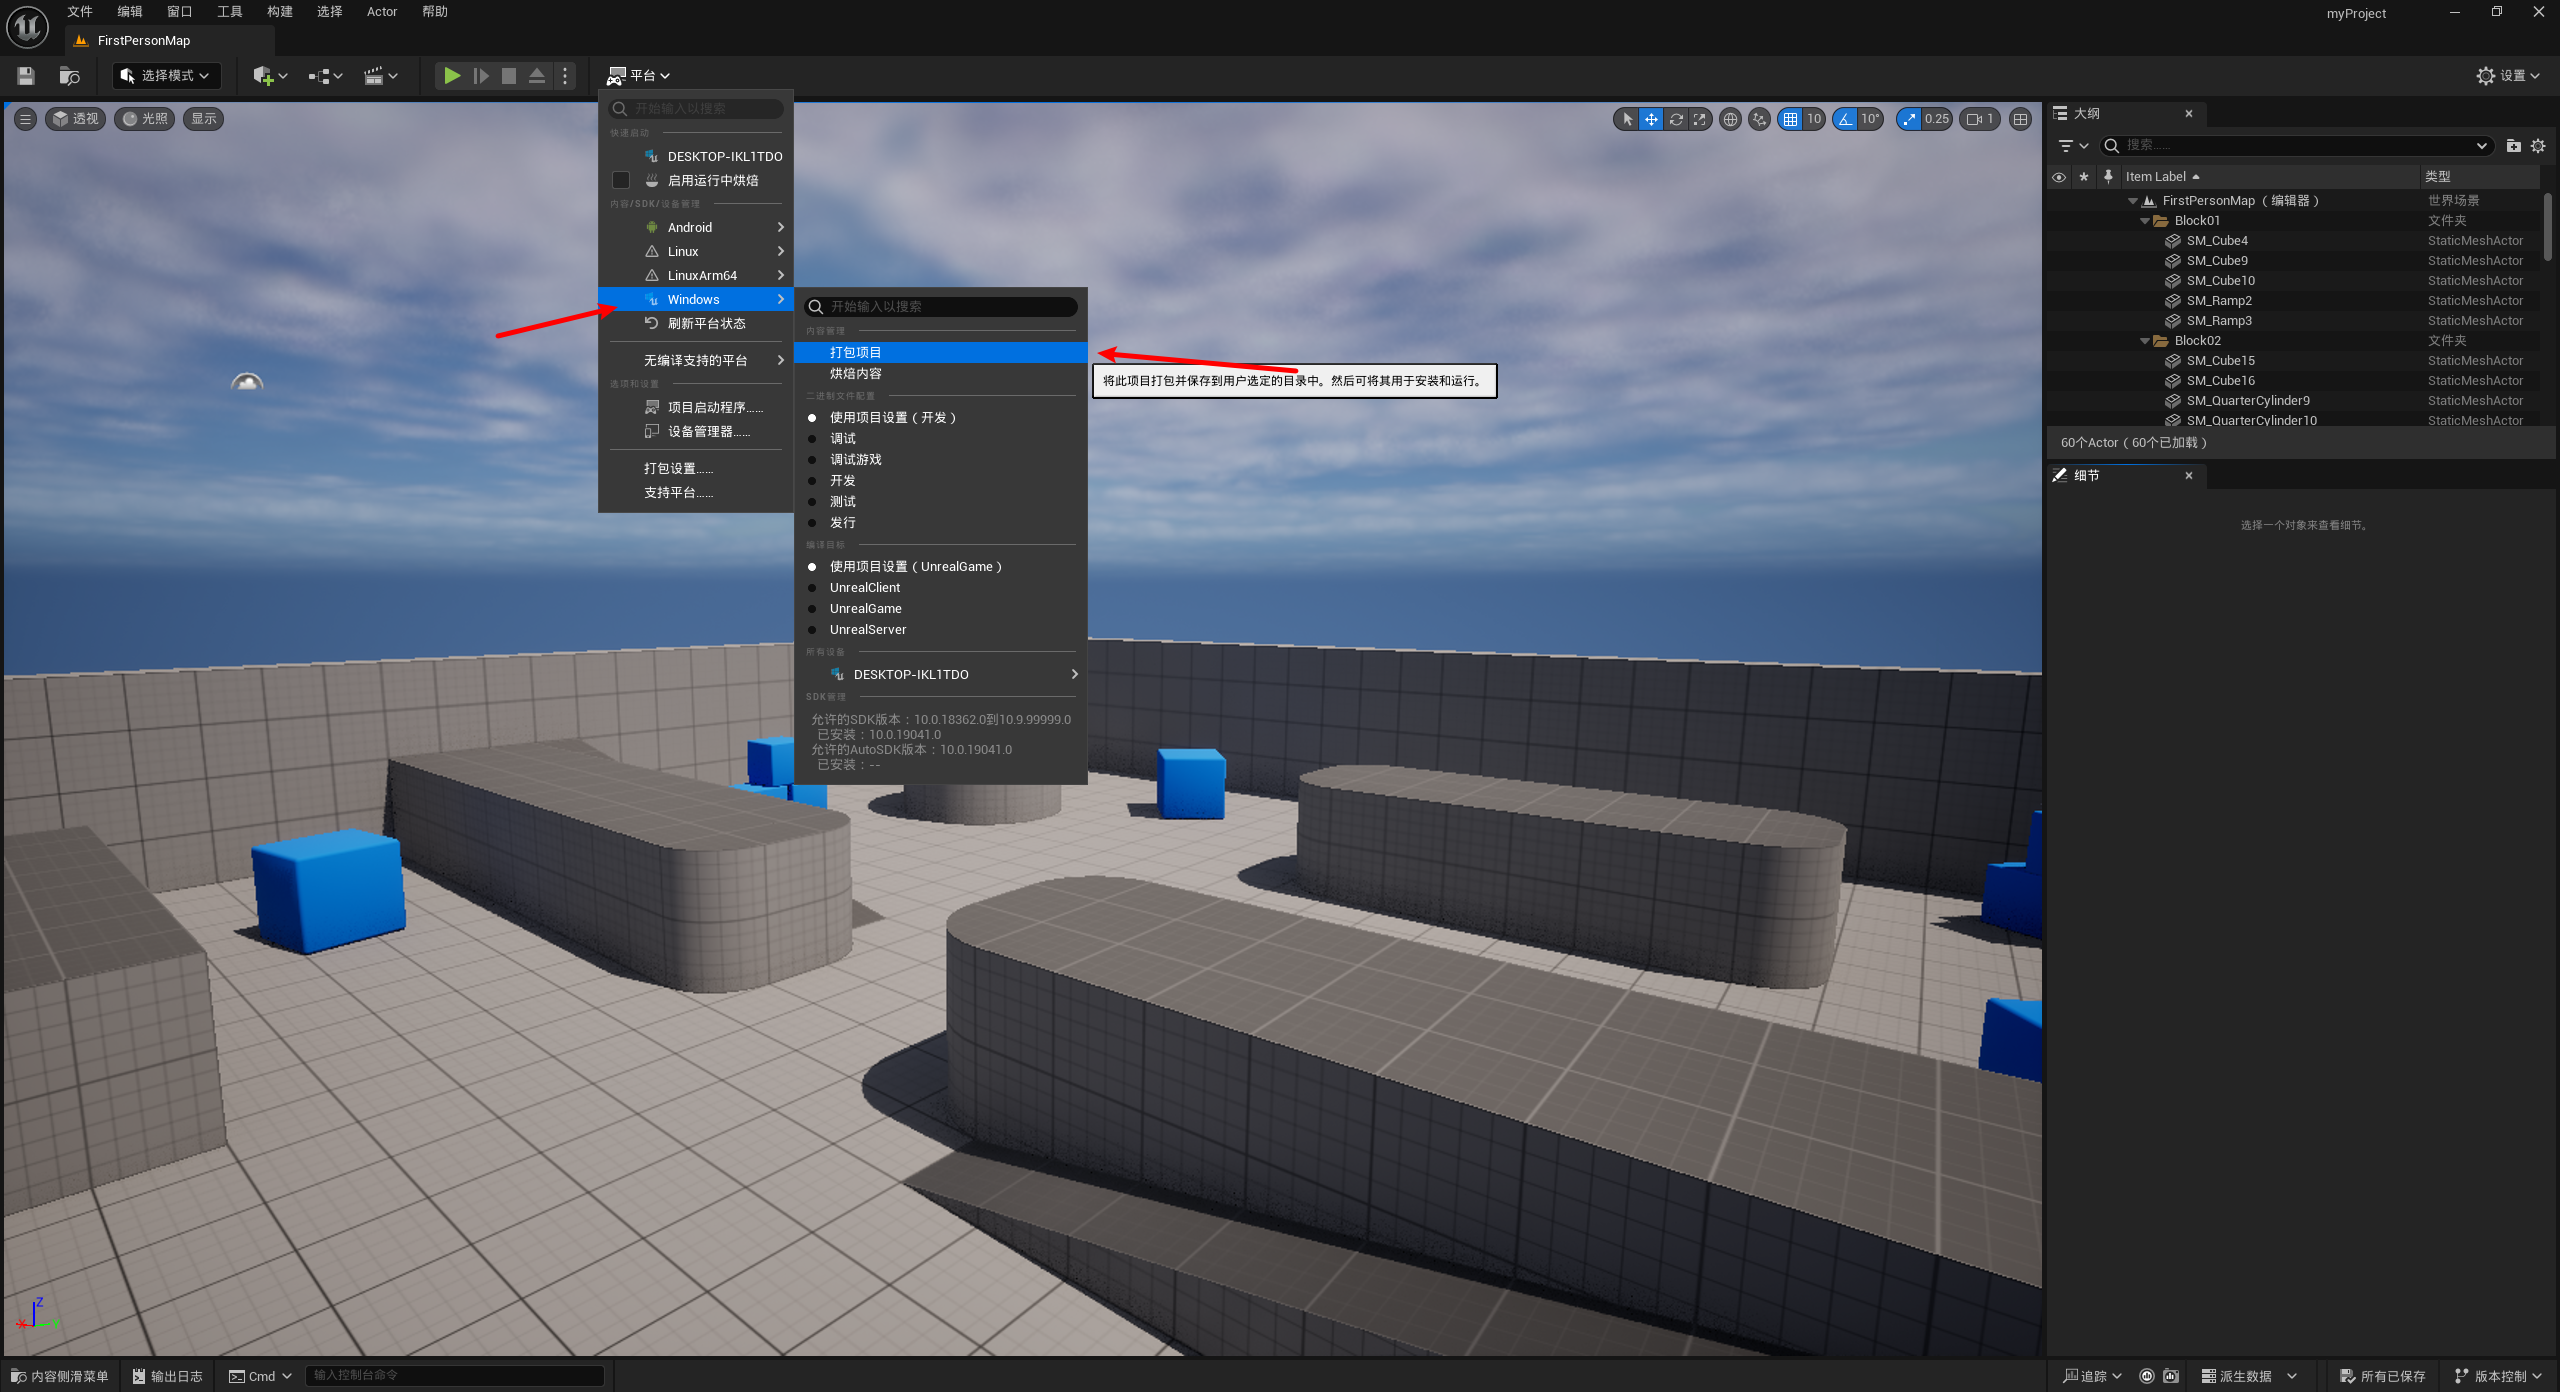 文件 编辑 窗口 工具 构建 选择 Actor 帮助
myProject
FirstPersonMap
选择模式
平台
设置
透视 光照 显示
10 10° 0.25 1
开始输入以搜索
快速启动
DESKTOP-IKL1TDO
启用运行中烘焙
内容/SDK/设备管理
Android
Linux
LinuxArm64
Windows
刷新平台状态
无编译支持的平台
选项和设置
项目启动程序......
设备管理器......
打包设置......
支持平台......
开始输入以搜索
内容管理
打包项目
烘焙内容
二进制文件配置
使用项目设置（开发）
调试
调试游戏
开发
测试
发行
编译目标
使用项目设置（UnrealGame）
UnrealClient
UnrealGame
UnrealServer
所有设备
DESKTOP-IKL1TDO
SDK管理
允许的SDK版本：10.0.18362.0到10.9.99999.0
已安装：10.0.19041.0
允许的AutoSDK版本：10.0.19041.0
已安装：--
将此项目打包并保存到用户选定的目录中。然后可将其用于安装和运行。
大纲
搜索......
Item Label 类型
FirstPersonMap（编辑器） 世界场景
Block01 文件夹
SM_Cube4 StaticMeshActor
SM_Cube9 StaticMeshActor
SM_Cube10 StaticMeshActor
SM_Ramp2 StaticMeshActor
SM_Ramp3 StaticMeshActor
Block02 文件夹
SM_Cube15 StaticMeshActor
SM_Cube16 StaticMeshActor
SM_QuarterCylinder9 StaticMeshActor
SM_QuarterCylinder10 StaticMeshActor
60个Actor（60个已加载）
细节
选择一个对象来查看细节。
Z
X Y
内容侧滑菜单 输出日志 Cmd 输入控制台命令
追踪 派生数据 所有已保存 版本控制